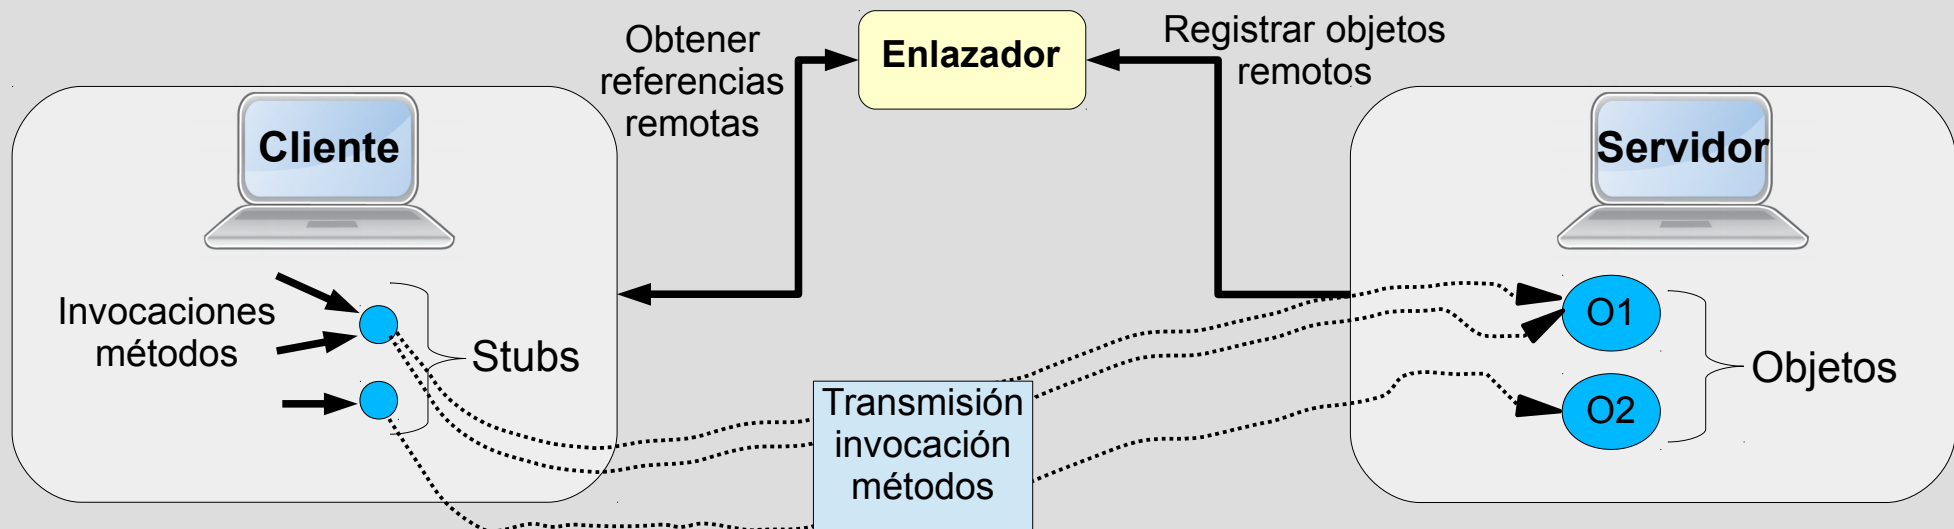 Obtener
referencias
remotas
Enlazador
Registrar objetos
remotos
Cliente
Servidor
Invocaciones
métodos
Stubs
Transmisión
invocación
métodos
O1
O2
Objetos